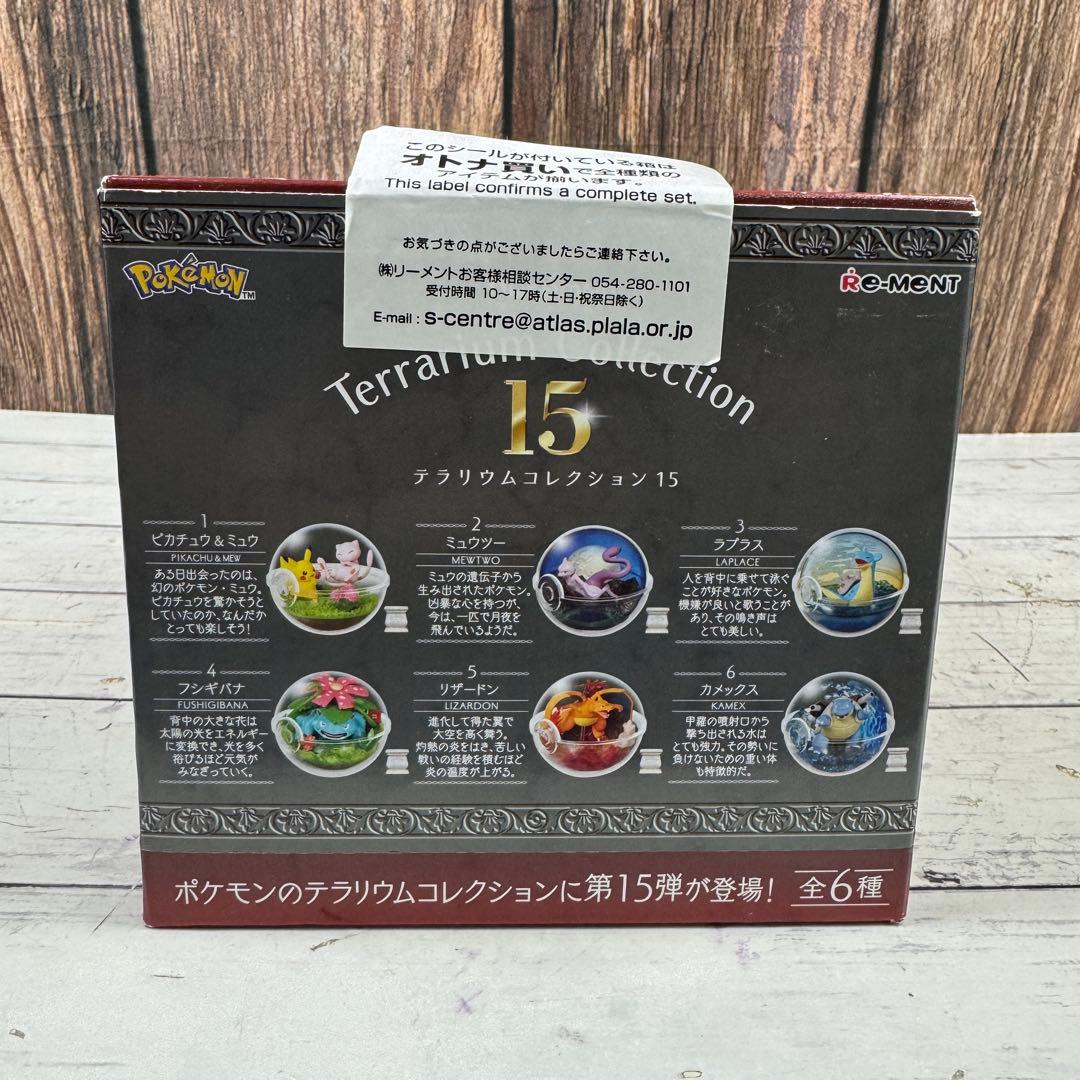 このシールが付いている箱は
オトナ買いで全種類の
アイテムが揃います。
This label confirms a complete set.
お気づきの点がございましたらご連絡下さい。
㈱リーメントお客様相談センター 054-280-1101
受付時間 10〜17時(土・日・祝祭日除く)
E-mail : s-centre@atlas.plala.or.jp
POKéMON™
Re-MeNT
Terrarium Collection
15
テラリウムコレクション 15
1
ピカチュウ&ミュウ
PIKACHU & MEW
ある日出会ったのは、
幻のポケモン・ミュウ。
ピカチュウを驚かそうと
していたのか、なんだか
とっても楽しそう!
2
ミュウツー
MEWTWO
ミュウの遺伝子から
生み出されたポケモン。
凶暴な心を持つが、
今は、一匹で月夜を
飛んでいるようだ。
3
ラプラス
LAPLACE
人を背中に乗せて泳ぐ
ことが好きなポケモン。
機嫌が良いと歌うことが
あり、その鳴き声は
とても美しい。
4
フシギバナ
FUSHIGIBANA
背中の大きな花は
太陽の光をエネルギー
に変換でき、光を多く
浴びるほど元気が
みなぎっていく。
5
リザードン
LIZARDON
進化して得た翼で
大空を高く舞う。
灼熱の炎をはき、苦しい
戦いの経験を積むほど
炎の温度が上がる。
6
カメックス
KAMEX
甲羅の噴射口から
撃ち出される水は
とても強力。その勢いに
負けないための重い体
も特徴的だ。
ポケモンのテラリウムコレクションに第15弾が登場! 全6種